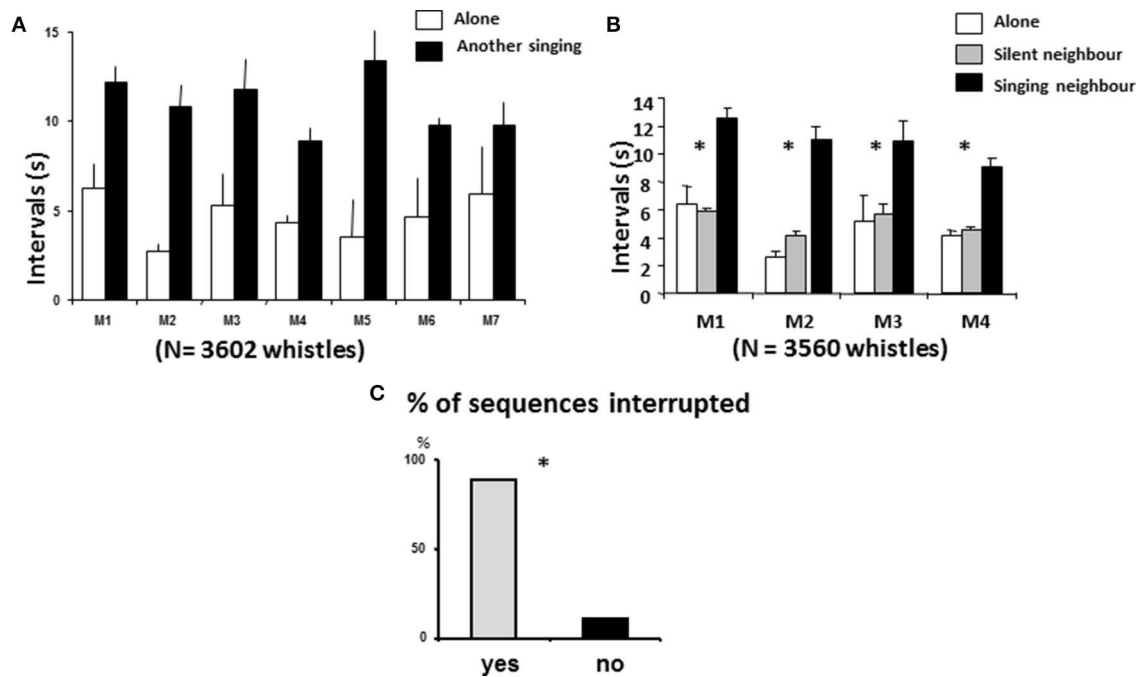 A
Alone
Another singing
15
10
5
0
Intervals (s)
M1 M2 M3 M4 M5 M6 M7
(N= 3602 whistles)
B
Alone
Silent neighbour
Singing neighbour
14
12
10
8
6
4
2
0
Intervals (s)
* * * *
M1 M2 M3 M4
(N = 3560 whistles)
C % of sequences interrupted
%
100
50
0
*
yes no